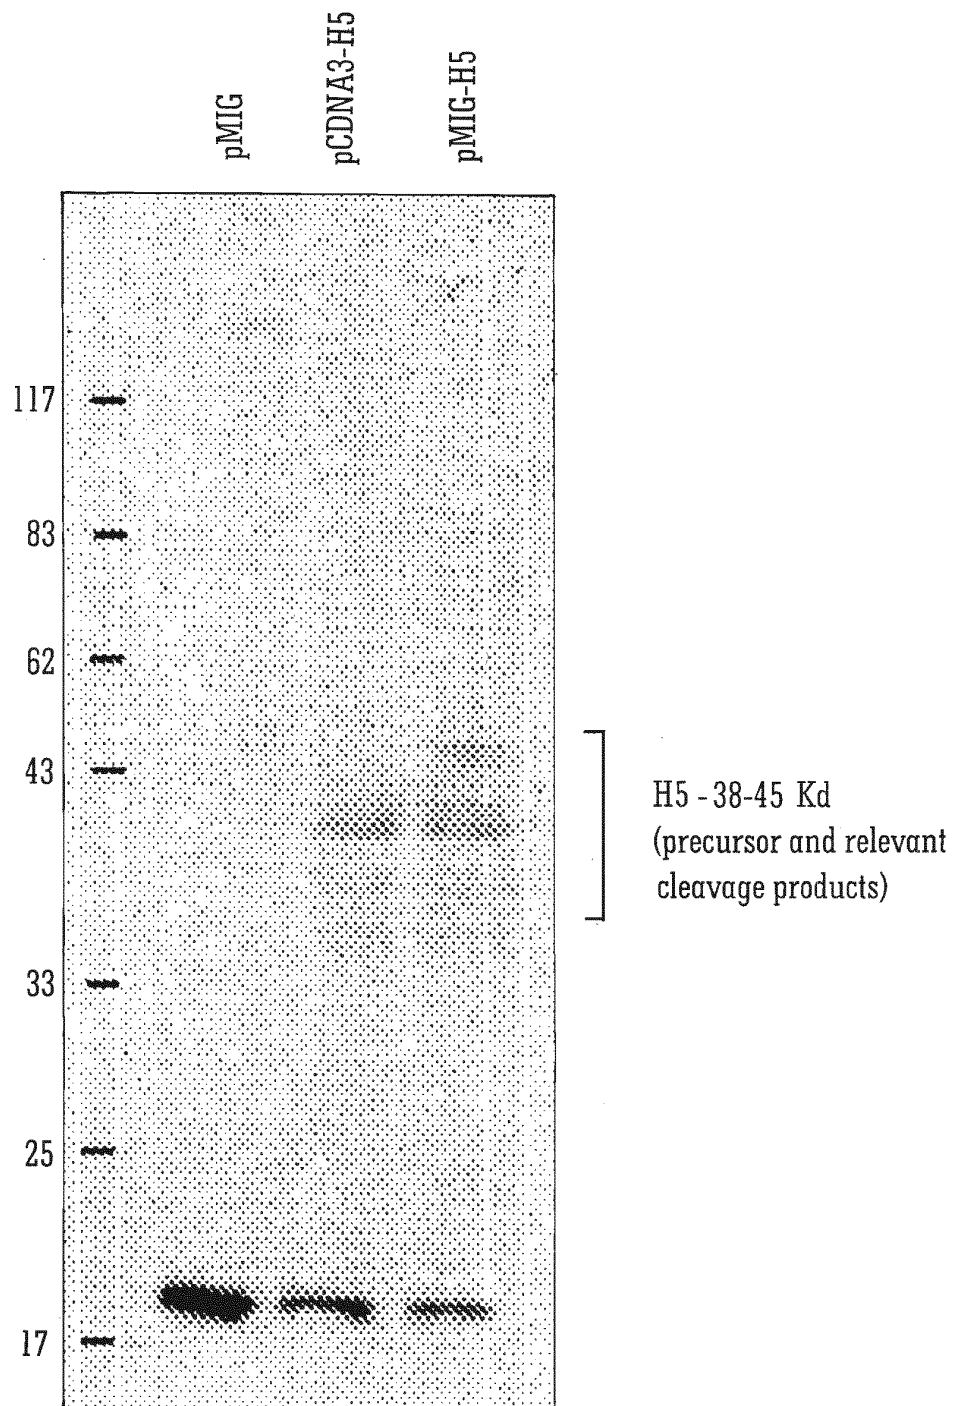 pMIG
pCDNA3-H5
pMIG-H5
117
83
62
43
33
25
17
H5 - 38-45 Kd
(precursor and relevant
cleavage products)